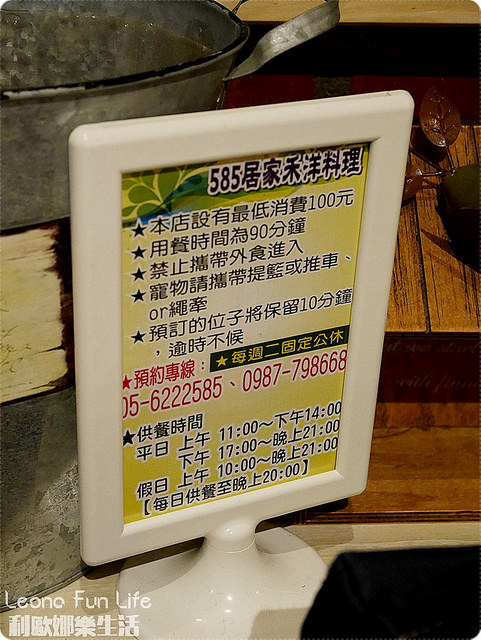 585居家禾洋料理
★本店設有最低消費100元
★用餐時間為90分鐘
★禁止攜帶外食進入
★寵物請攜帶提籃或推車、
or繩牽
★預訂的位子將保留10分鐘
，逾時不候
★每週二固定公休
★預約專線：
05-6222585、0987-798668
★供餐時間
平日 上午 11:00～下午14:00
下午 17:00～晚上21:00
假日 上午 10:00～晚上21:00
【每日供餐至晚上20:00】
Leono Fun Life
利歐娜樂生活